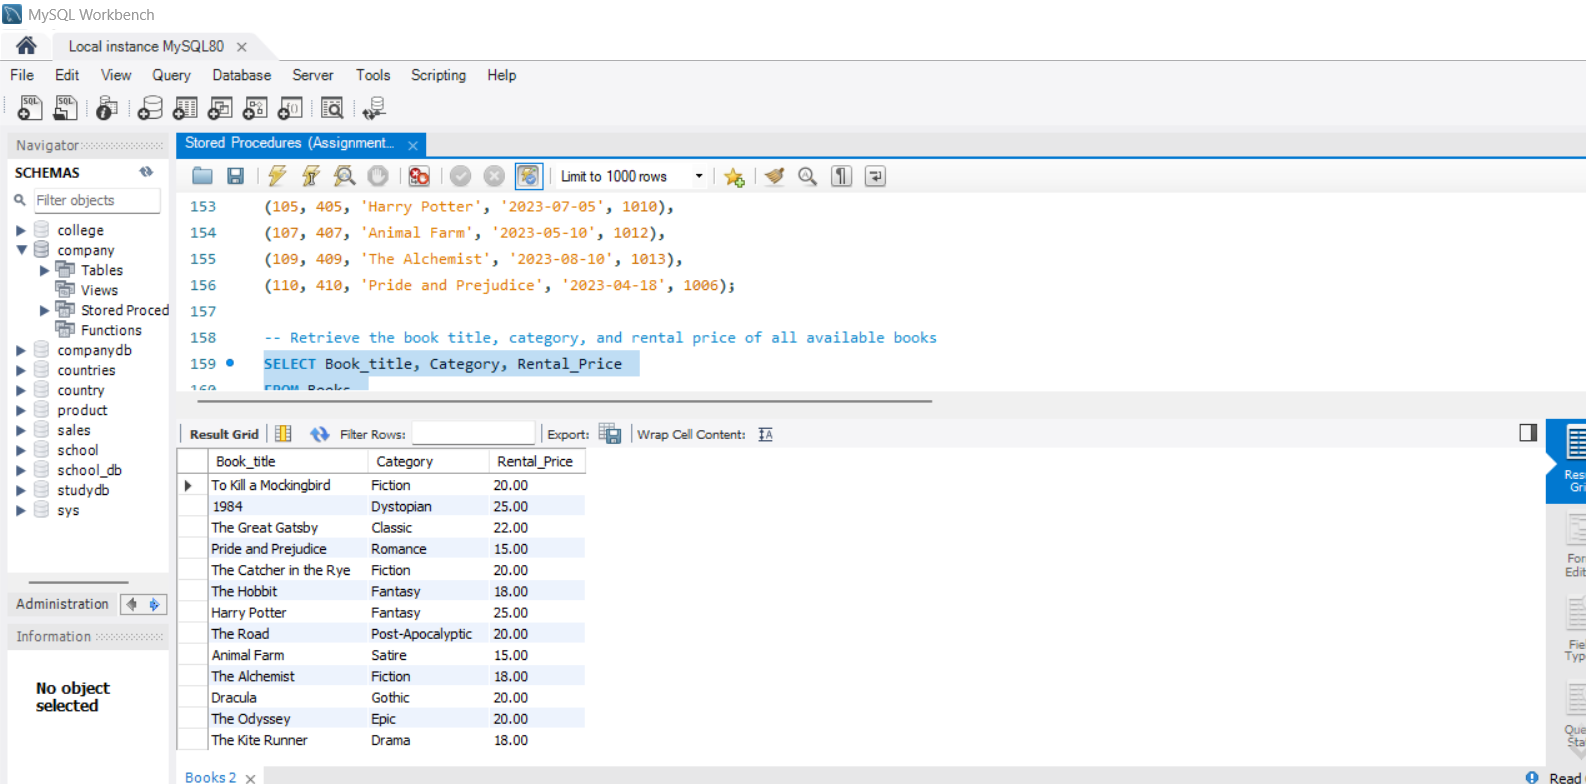 MySQL Workbench
Local instance MySQL80
File Edit View Query Database Server Tools Scripting Help
Navigator
SCHEMAS
Filter objects
college
company
Tables
Views
Stored Proced
Functions
companydb
countries
country
product
sales
school
school_db
studydb
sys
Administration
Information
No object
selected
Stored Procedures (Assignment...
Limit to 1000 rows
153 (105, 405, 'Harry Potter', '2023-07-05', 1010),
154 (107, 407, 'Animal Farm', '2023-05-10', 1012),
155 (109, 409, 'The Alchemist', '2023-08-10', 1013),
156 (110, 410, 'Pride and Prejudice', '2023-04-18', 1006);
157
158 -- Retrieve the book title, category, and rental price of all available books
159 SELECT Book_title, Category, Rental_Price
160 FROM Books
Result Grid Filter Rows: Export: Wrap Cell Content:
Book_title Category Rental_Price
To Kill a Mockingbird Fiction 20.00
1984 Dystopian 25.00
The Great Gatsby Classic 22.00
Pride and Prejudice Romance 15.00
The Catcher in the Rye Fiction 20.00
The Hobbit Fantasy 18.00
Harry Potter Fantasy 25.00
The Road Post-Apocalyptic 20.00
Animal Farm Satire 15.00
The Alchemist Fiction 18.00
Dracula Gothic 20.00
The Odyssey Epic 20.00
The Kite Runner Drama 18.00
Books 2
Res
Gri
For
Edit
Fie
Typ
Que
Sta
Read